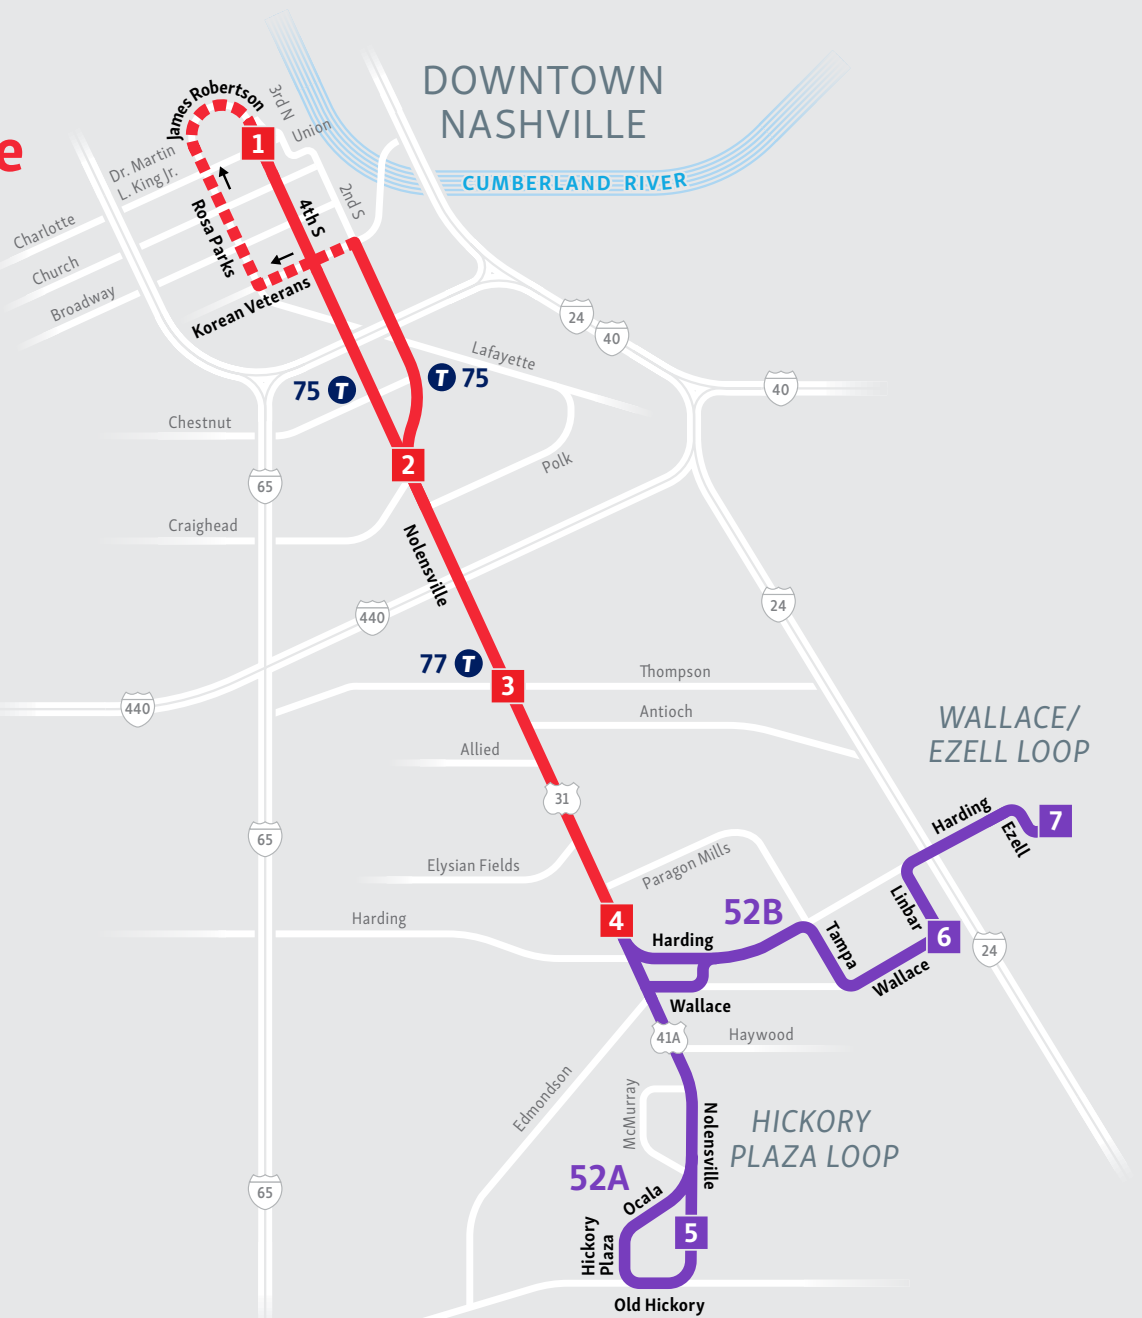 DOWNTOWN
NASHVILLE
James Robertson
3rd N
Union
e
1
Dr. Martin
L. King Jr.
CUMBERLAND RIVER
2nd S
4th S
Rosa Parks
Charlotte
Church
Broadway
Korean Veterans
24
40
Lafayette
75 T
T 75
40
Chestnut
2
Polk
65
Craighead
Nolensville
440
24
77 T
3
Thompson
440
Antioch
WALLACE/
EZELL LOOP
Allied
31
Harding
7
Ezell
65
Elysian Fields
Paragon Mills
Linbar
52B
Harding
4
Harding
Tampa
6
24
Wallace
Wallace
41A
Haywood
Edmondson
McMurray
Nolensville
HICKORY
PLAZA LOOP
52A
Ocala
65
Hickory
Plaza
5
Old Hickory